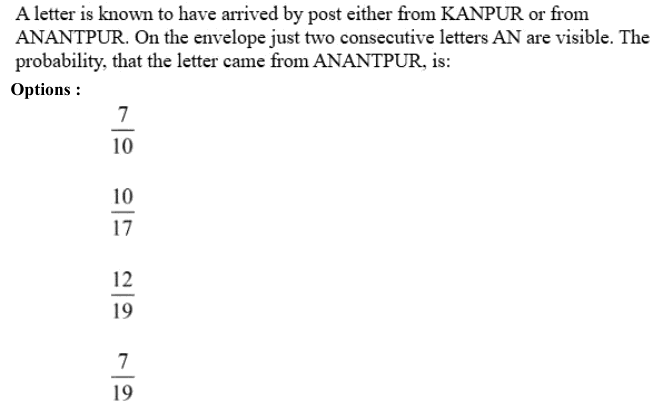 A letter is known to have arrived by post either from KANPUR or from
ANANTPUR. On the envelope just two consecutive letters AN are visible. The
probability, that the letter came from ANANTPUR, is:
Options :
7
10
10
17
12
19
7
19